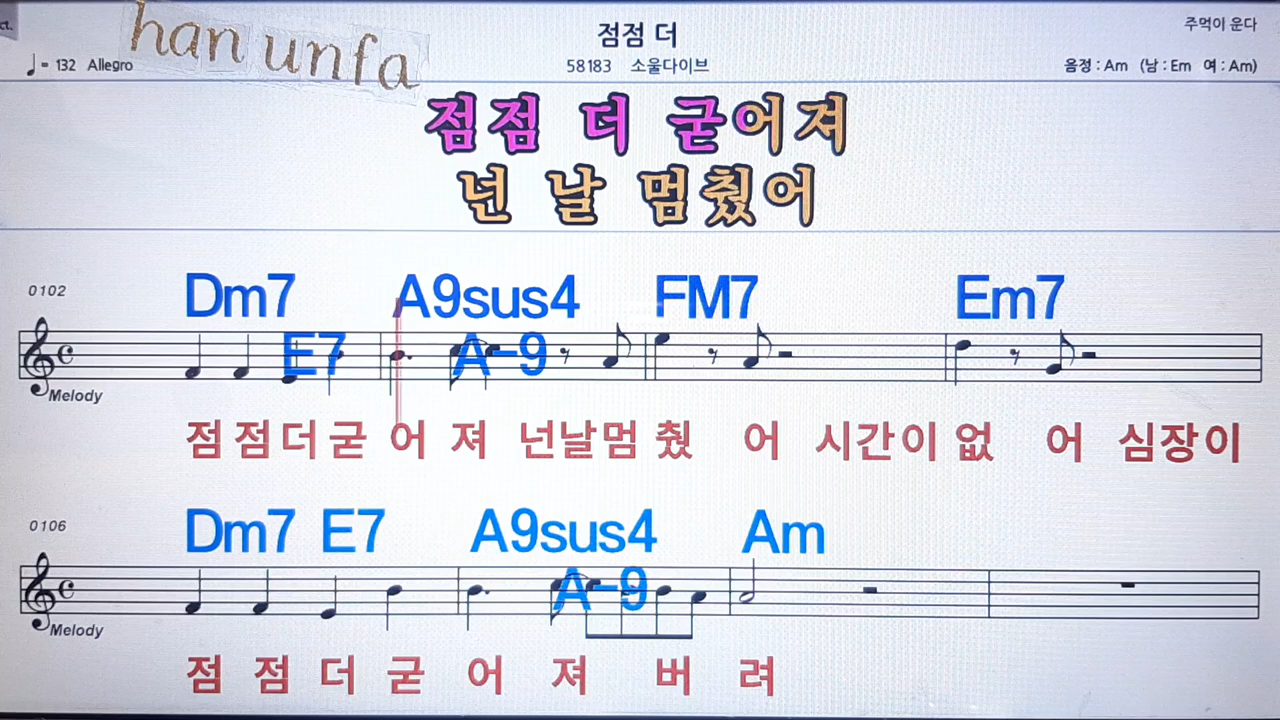 ct.
han unfa
점점 더
주먹이 운다
♩= 132 Allegro
58183 소울다이브
음정 : Am (남 : Em 여 : Am)
점점 더 굳어져
넌 날 멈췄어
0102
Dm7 A9sus4 FM7 Em7
E7 A-9
Melody
점 점 더 굳 어 져 넌날멈 췄 어 시간이 없 어 심장이
0106
Dm7 E7 A9sus4 Am
A-9
Melody
점 점 더 굳 어 져 버 려